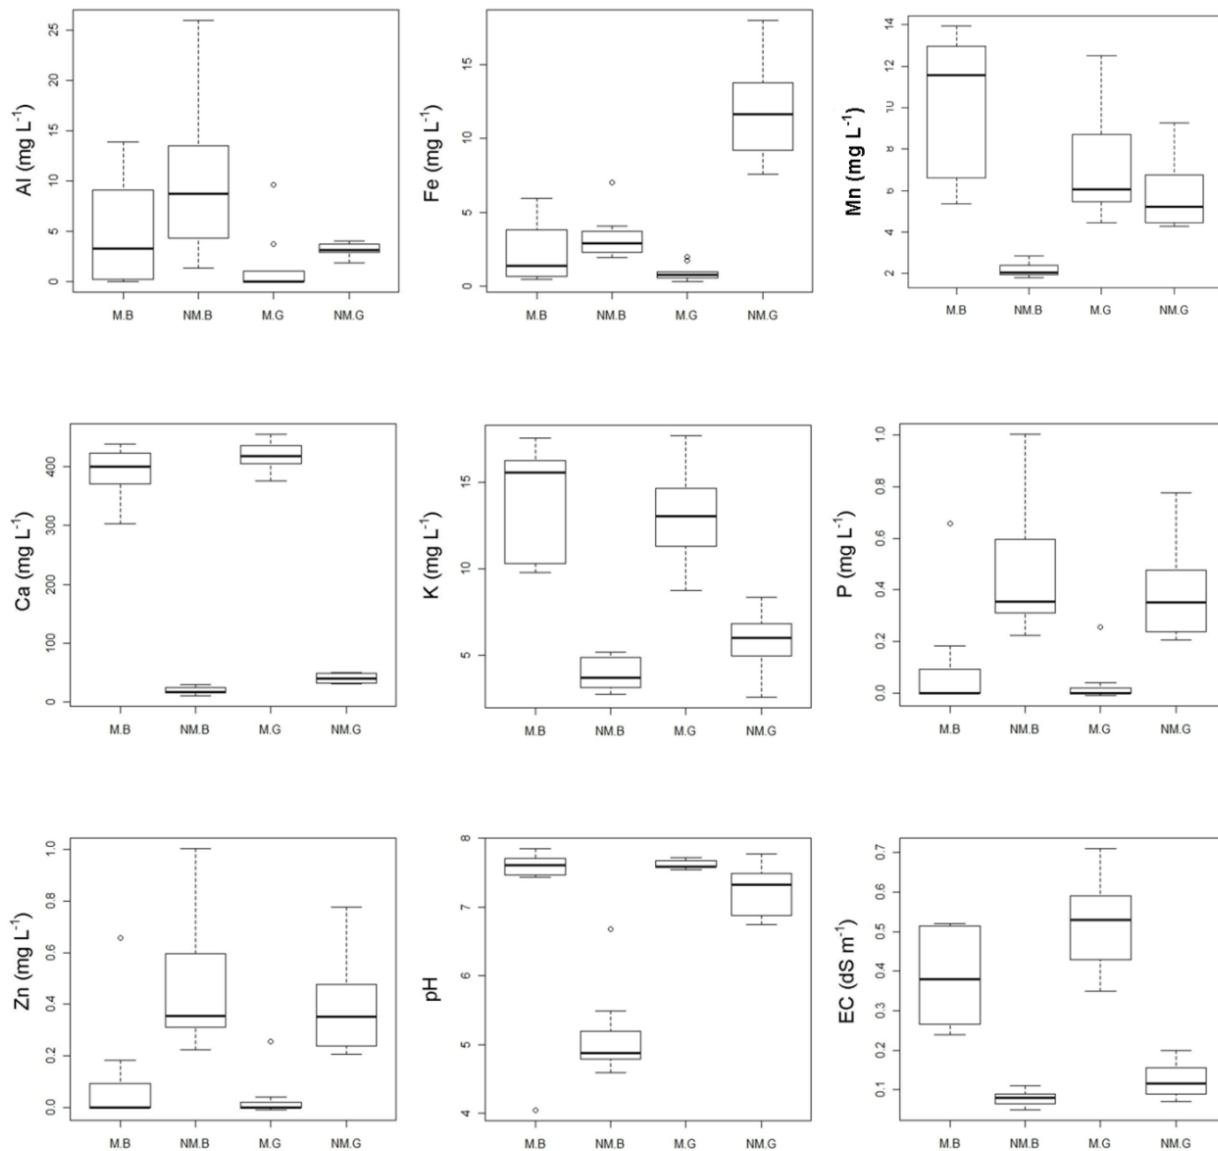 Al (mg L⁻¹)
25
20
15
10
5
0
M.B NM.B M.G NM.G
Fe (mg L⁻¹)
15
10
5
0
M.B NM.B M.G NM.G
Mn (mg L⁻¹)
14
12
10
8
6
4
2
M.B NM.B M.G NM.G
Ca (mg L⁻¹)
400
300
200
100
0
M.B NM.B M.G NM.G
K (mg L⁻¹)
15
10
5
M.B NM.B M.G NM.G
P (mg L⁻¹)
1.0
0.8
0.6
0.4
0.2
0.0
M.B NM.B M.G NM.G
Zn (mg L⁻¹)
1.0
0.8
0.6
0.4
0.2
0.0
M.B NM.B M.G NM.G
pH
8
7
6
5
4
M.B NM.B M.G NM.G
EC (dS m⁻¹)
0.7
0.6
0.5
0.4
0.3
0.2
0.1
M.B NM.B M.G NM.G